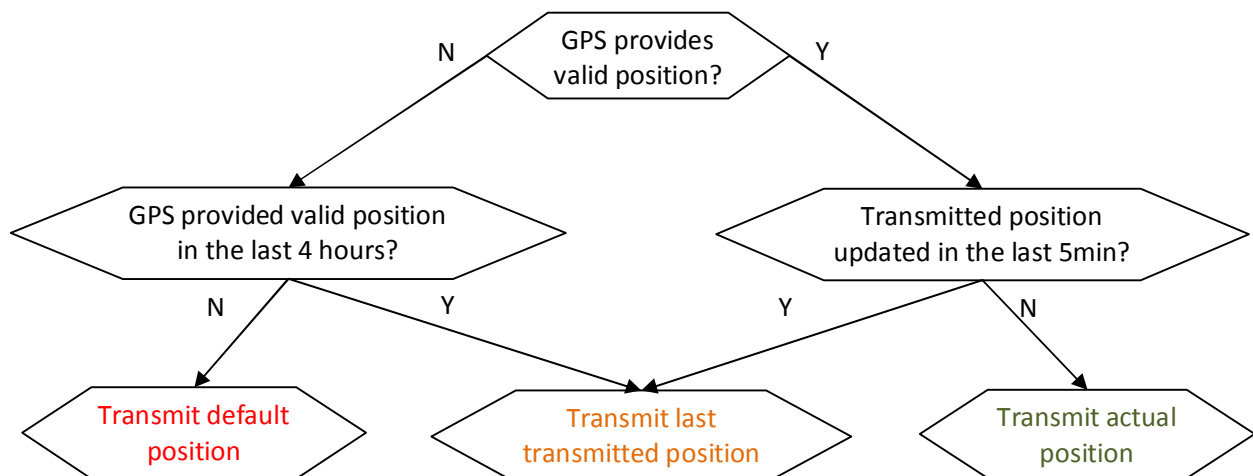 GPS provides
valid position?
N
Y
GPS provided valid position
in the last 4 hours?
Transmitted position
updated in the last 5min?
N
Y
Y
N
Transmit default
position
Transmit last
transmitted position
Transmit actual
position